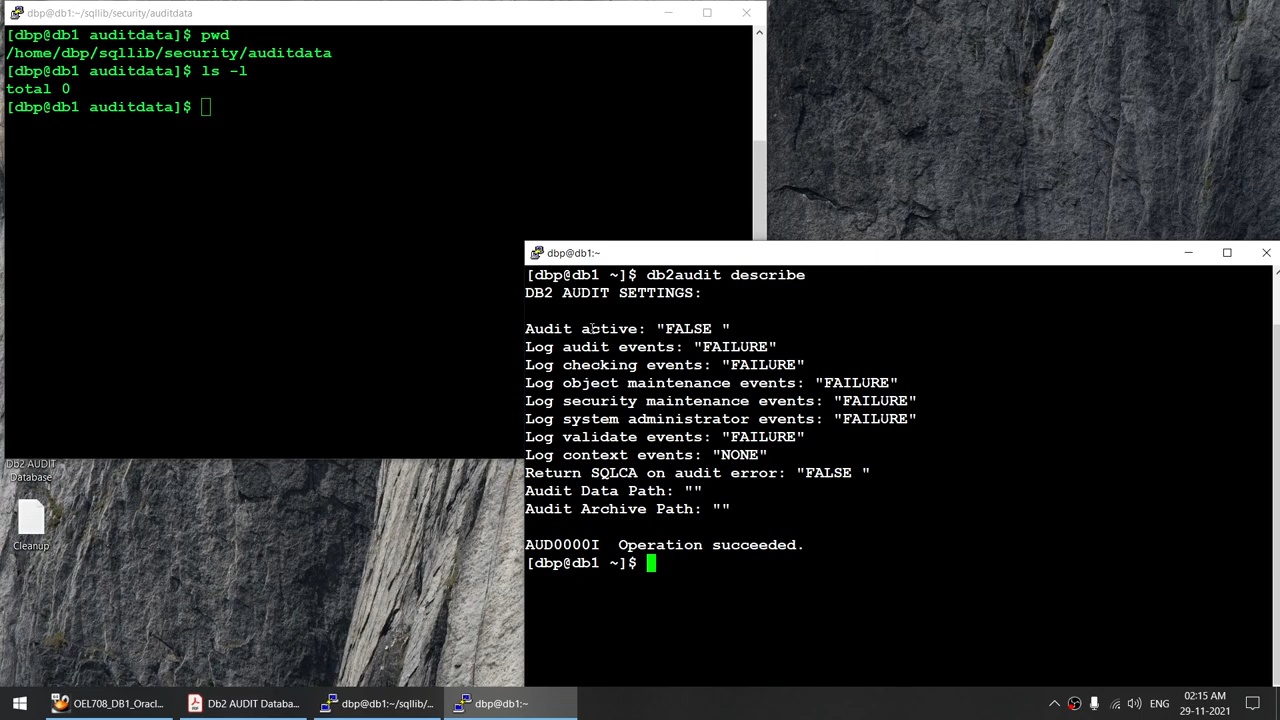 dbp@db1:~/sqllib/security/auditdata
[dbp@db1 auditdata]$ pwd
/home/dbp/sqllib/security/auditdata
[dbp@db1 auditdata]$ ls -l
total 0
[dbp@db1 auditdata]$
dbp@db1:~
[dbp@db1 ~]$ db2audit describe
DB2 AUDIT SETTINGS:
Audit active: "FALSE "
Log audit events: "FAILURE"
Log checking events: "FAILURE"
Log object maintenance events: "FAILURE"
Log security maintenance events: "FAILURE"
Log system administrator events: "FAILURE"
Log validate events: "FAILURE"
Log context events: "NONE"
Return SQLCA on audit error: "FALSE "
Audit Data Path: ""
Audit Archive Path: ""
AUD0000I  Operation succeeded.
[dbp@db1 ~]$
Db2 AUDIT
Database
Cleanup
OEL708_DB1_Oracl...
Db2 AUDIT Databa...
dbp@db1:~/sqllib/...
dbp@db1:~
ENG
02:15 AM
29-11-2021